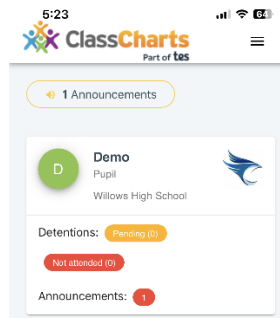 5:23
64
ClassCharts
Part of tes
1 Announcements
D
Demo
Pupil
Willows High School
Detentions: Pending (0)
Not attended (0)
Announcements: 1